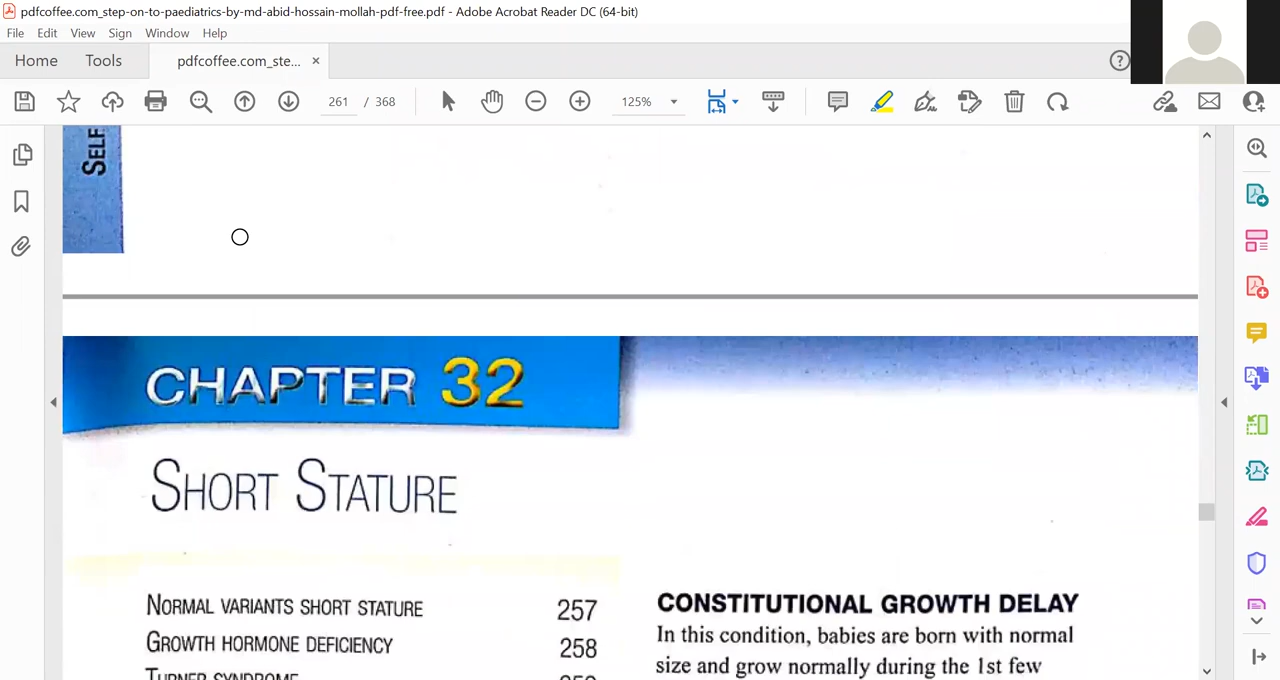 pdfcoffee.com_step-on-to-paediatrics-by-md-abid-hossain-mollah-pdf-free.pdf - Adobe Acrobat Reader DC (64-bit)
File Edit View Sign Window Help
Home Tools pdfcoffee.com_ste... ×
261 / 368 125%
SELF
CHAPTER 32
SHORT STATURE
NORMAL VARIANTS SHORT STATURE 257
GROWTH HORMONE DEFICIENCY 258
TURNER SYNDROME
CONSTITUTIONAL GROWTH DELAY
In this condition, babies are born with normal
size and grow normally during the 1st few